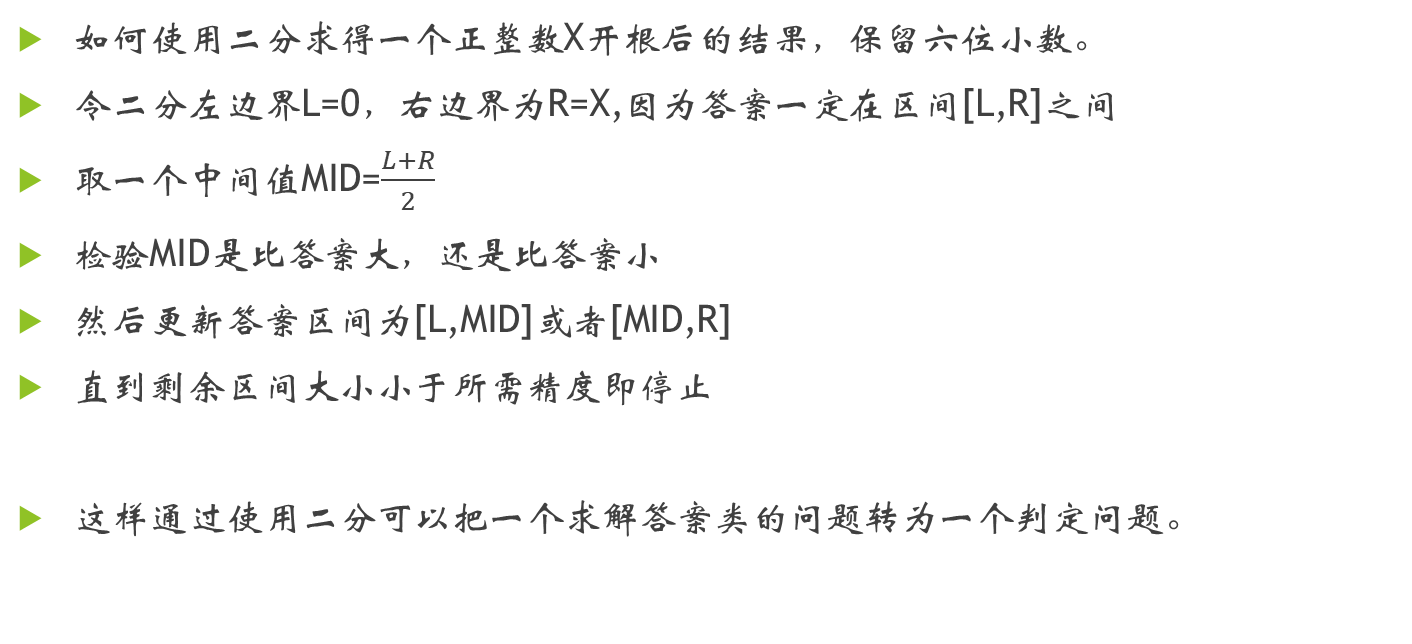 如何使用二分求得一个正整数X开根后的结果，保留六位小数。
令二分左边界L=0，右边界为R=X,因为答案一定在区间[L,R]之间
取一个中间值MID=\frac{L+R}{2}
检验MID是比答案大，还是比答案小
然后更新答案区间为[L,MID]或者[MID,R]
直到剩余区间大小小于所需精度即停止
这样通过使用二分可以把一个求解答案类的问题转为一个判定问题。